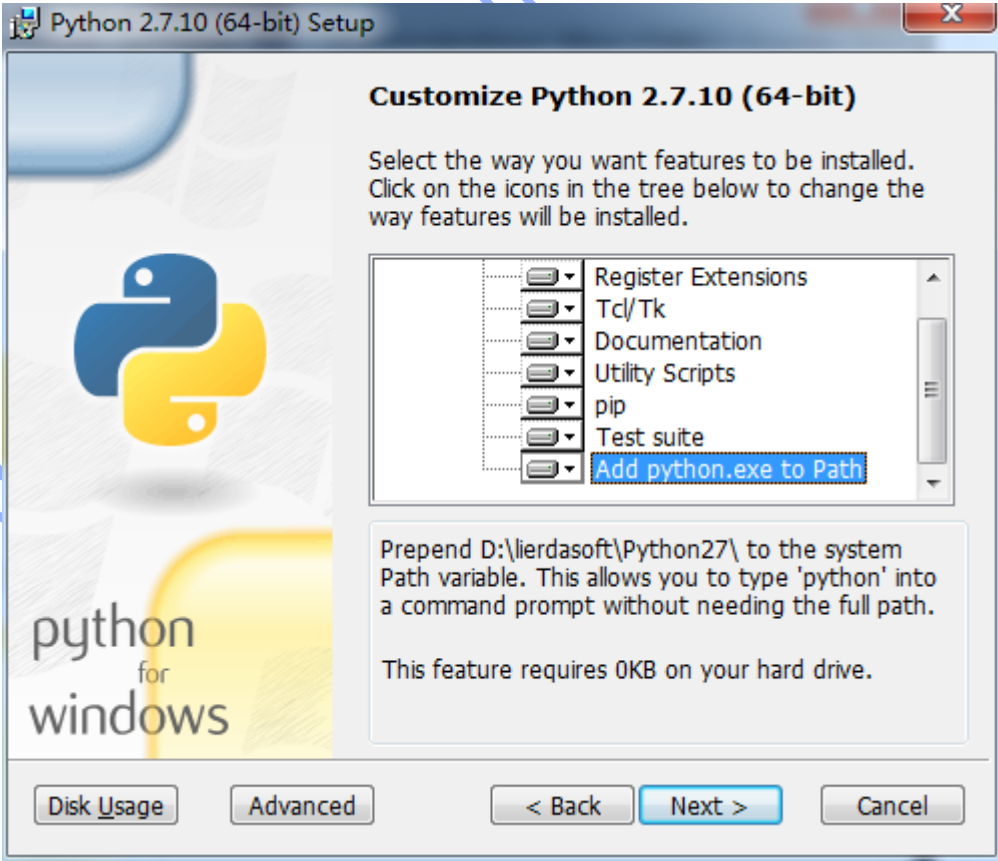 Python 2.7.10 (64-bit) Setup
Customize Python 2.7.10 (64-bit)
Select the way you want features to be installed.
Click on the icons in the tree below to change the
way features will be installed.
Register Extensions
Tcl/Tk
Documentation
Utility Scripts
pip
Test suite
Add python.exe to Path
Prepend D:\lierdasoft\Python27\ to the system
Path variable. This allows you to type 'python' into
a command prompt without needing the full path.
This feature requires 0KB on your hard drive.
python
for
windows
Disk Usage
Advanced
< Back
Next >
Cancel